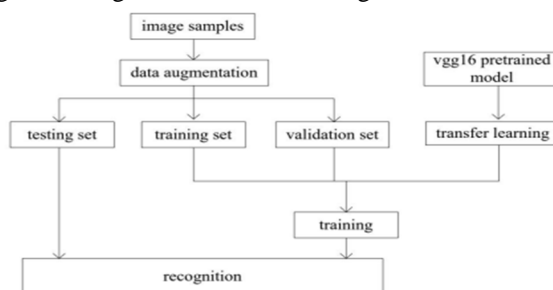 image samples
data augmentation
vgg16 pretrained
model
testing set
training set
validation set
transfer learning
training
recognition